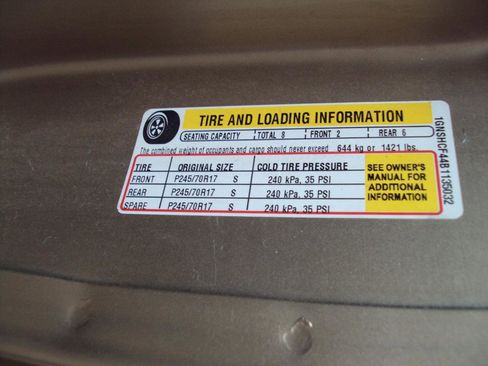 TIRE AND LOADING INFORMATION
SEATING CAPACITY TOTAL 8 FRONT 2 REAR 6
The combined weight of occupants and cargo should never exceed 644 kg or 1421 lbs.
TIRE ORIGINAL SIZE COLD TIRE PRESSURE
FRONT P245/70R17 S 240 kPa, 35 PSI
REAR P245/70R17 S 240 kPa, 35 PSI
SPARE P245/70R17 S 240 kPa, 35 PSI
SEE OWNER'S
MANUAL FOR
ADDITIONAL
INFORMATION